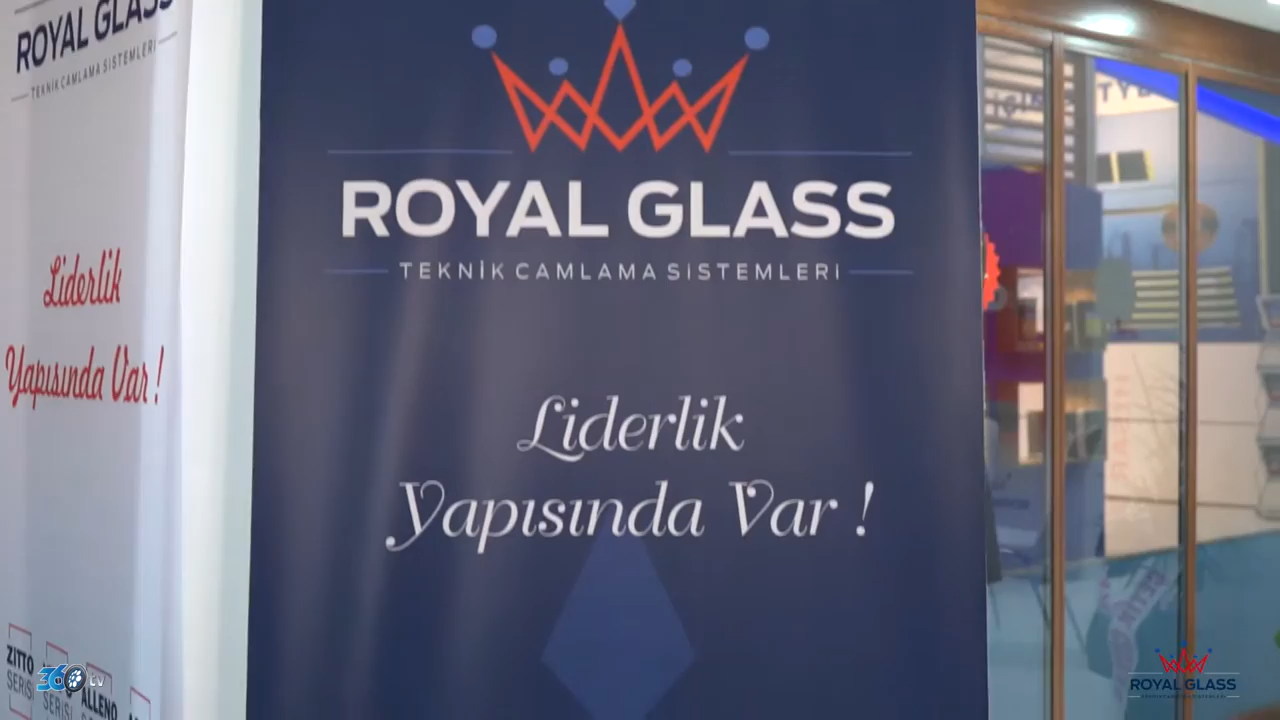 ROYAL GLASS
TEKNİK CAMLAMA SİSTEMLERİ
Liderlik
Yapısında Var !
ROYAL GLASS
TEKNİK CAMLAMA SİSTEMLERİ
Liderlik
Yapısında Var !
ZITTO
SERİSİ
SERİSİ
ALLENO
360 tv
ROYAL GLASS